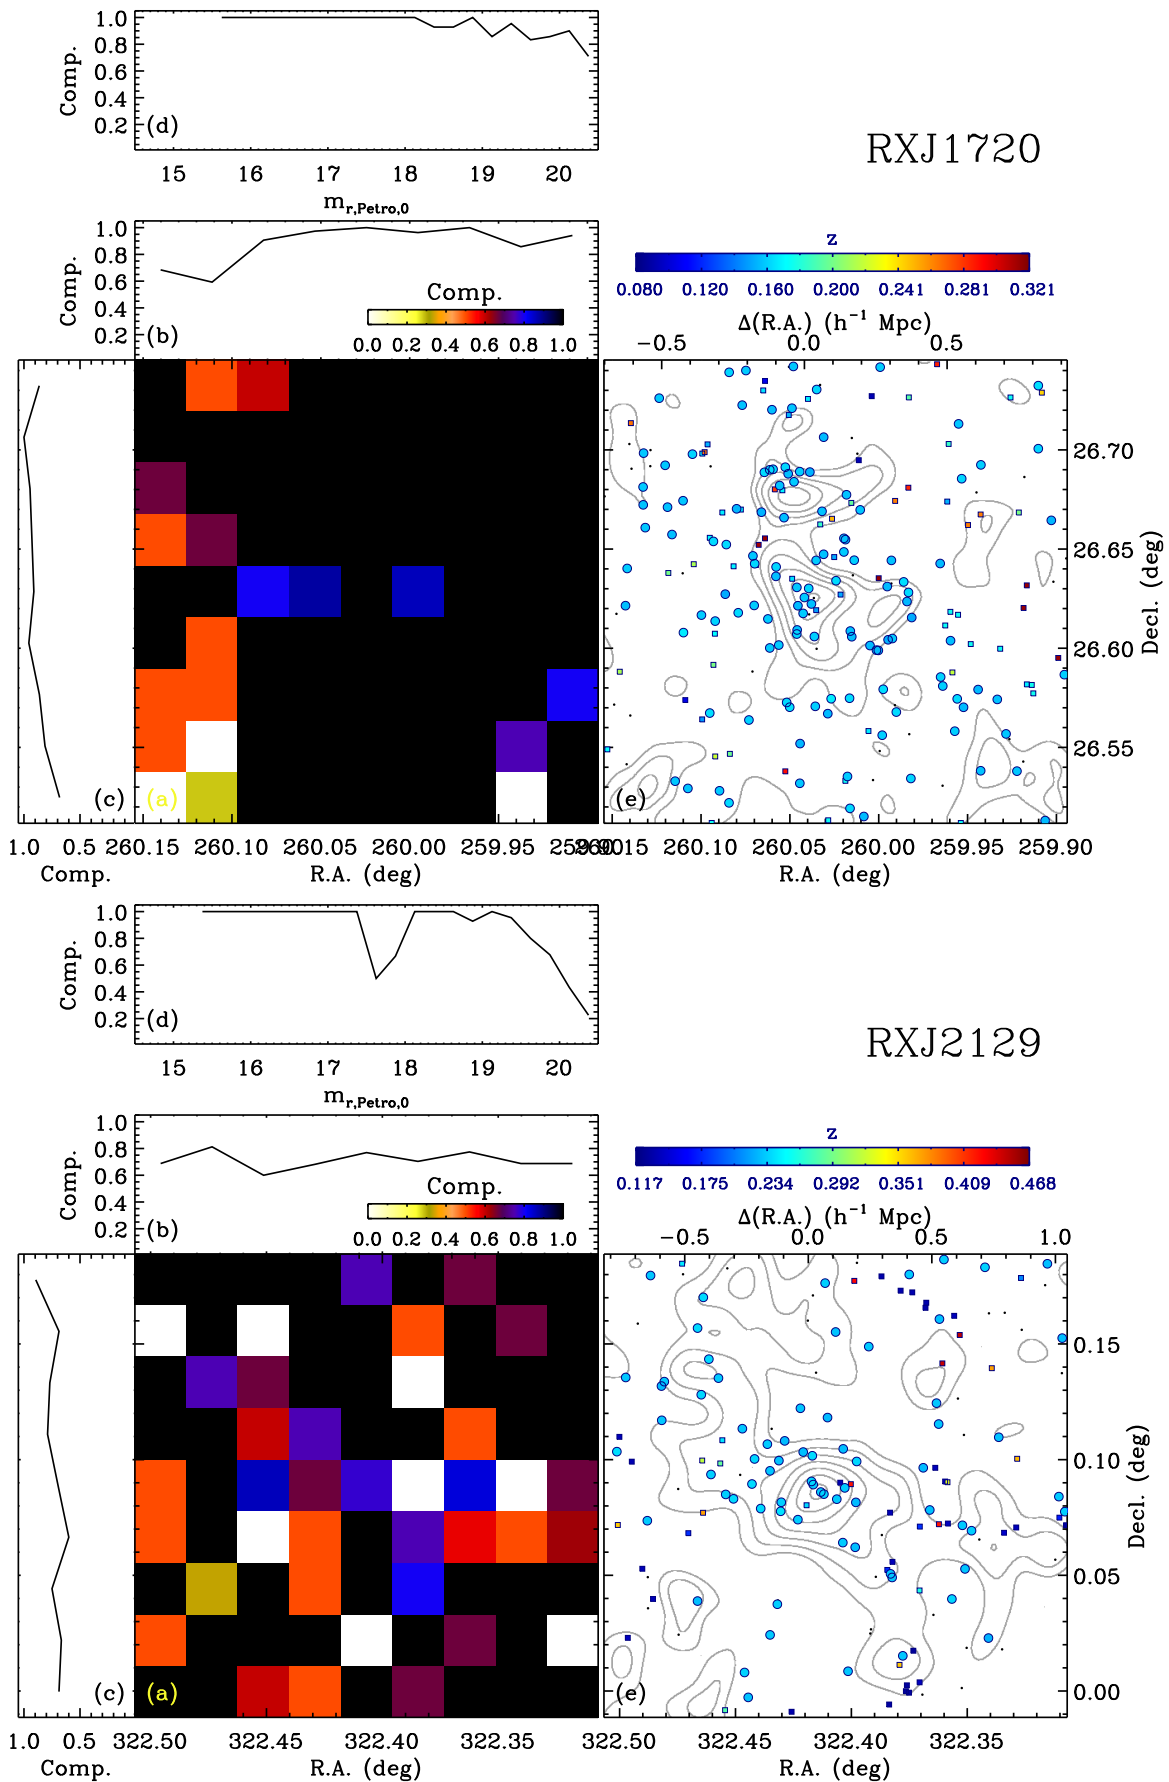 1.0
0.8
0.6
0.4
0.2
Comp.
(d)
15 16 17 18 19 20
m r,Petro,0
RXJ1720
1.0
0.8
0.6
0.4
0.2
Comp.
(b)
Comp.
0.0 0.2 0.4 0.6 0.8 1.0
z
0.080 0.120 0.160 0.200 0.241 0.281 0.321
Δ(R.A.) (h⁻¹ Mpc)
−0.5 0.0 0.5
26.70
26.65
26.60
26.55
Decl. (deg)
(c) (a) (e)
1.0 0.5 260.15 260.10 260.05 260.00 259.95 259.90
260.15 260.10 260.05 260.00 259.95 259.90
Comp. R.A. (deg) R.A. (deg)
1.0
0.8
0.6
0.4
0.2
Comp.
(d)
15 16 17 18 19 20
m r,Petro,0
RXJ2129
1.0
0.8
0.6
0.4
0.2
Comp.
(b)
Comp.
0.0 0.2 0.4 0.6 0.8 1.0
z
0.117 0.175 0.234 0.292 0.351 0.409 0.468
Δ(R.A.) (h⁻¹ Mpc)
−0.5 0.0 0.5 1.0
0.15
0.10
0.05
0.00
Decl. (deg)
(c) (a) (e)
1.0 0.5 322.50 322.45 322.40 322.35
322.50 322.45 322.40 322.35
Comp. R.A. (deg) R.A. (deg)